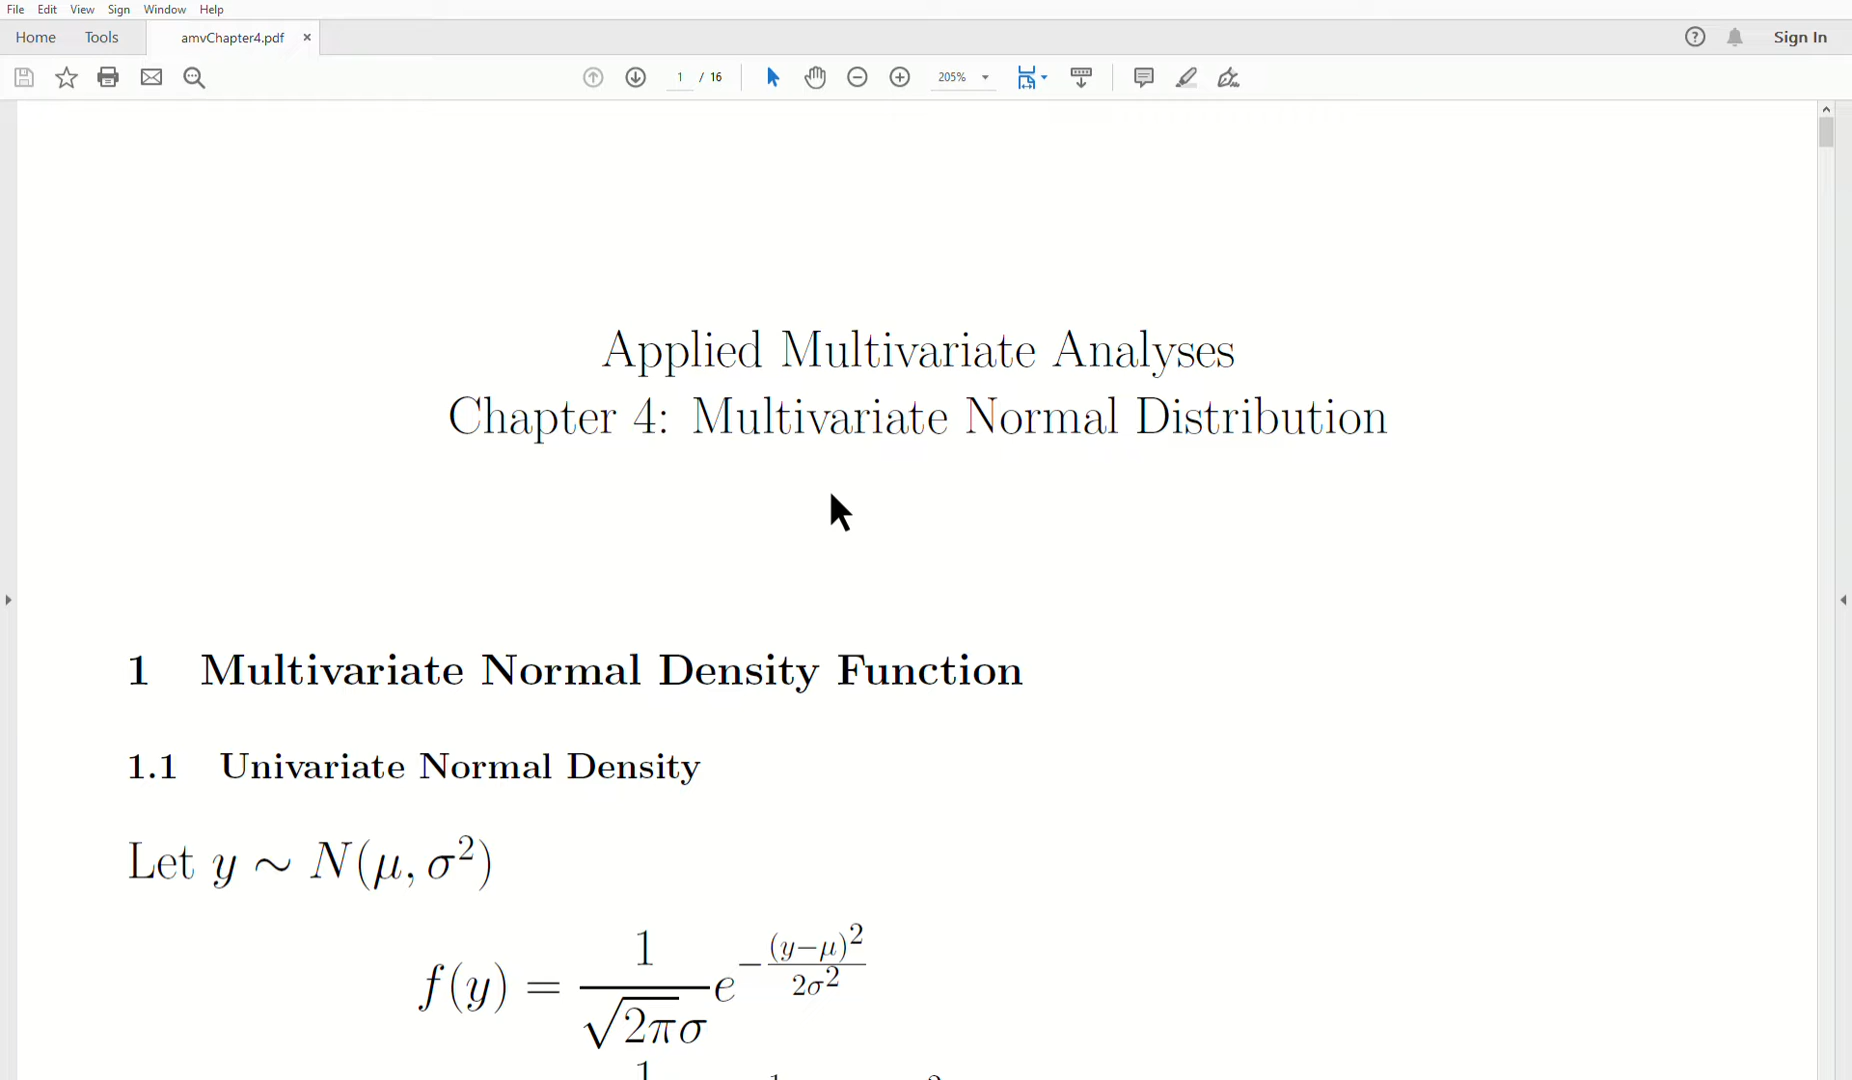 File Edit View Sign Window Help
Home Tools amvChapter4.pdf × Sign In
1 / 16 205%
Applied Multivariate Analyses
Chapter 4: Multivariate Normal Distribution
1 Multivariate Normal Density Function
1.1 Univariate Normal Density
Let y ∼ N(μ, σ²)
f(y) = 1/(√2π σ) e^(−(y−μ)²/(2σ²))